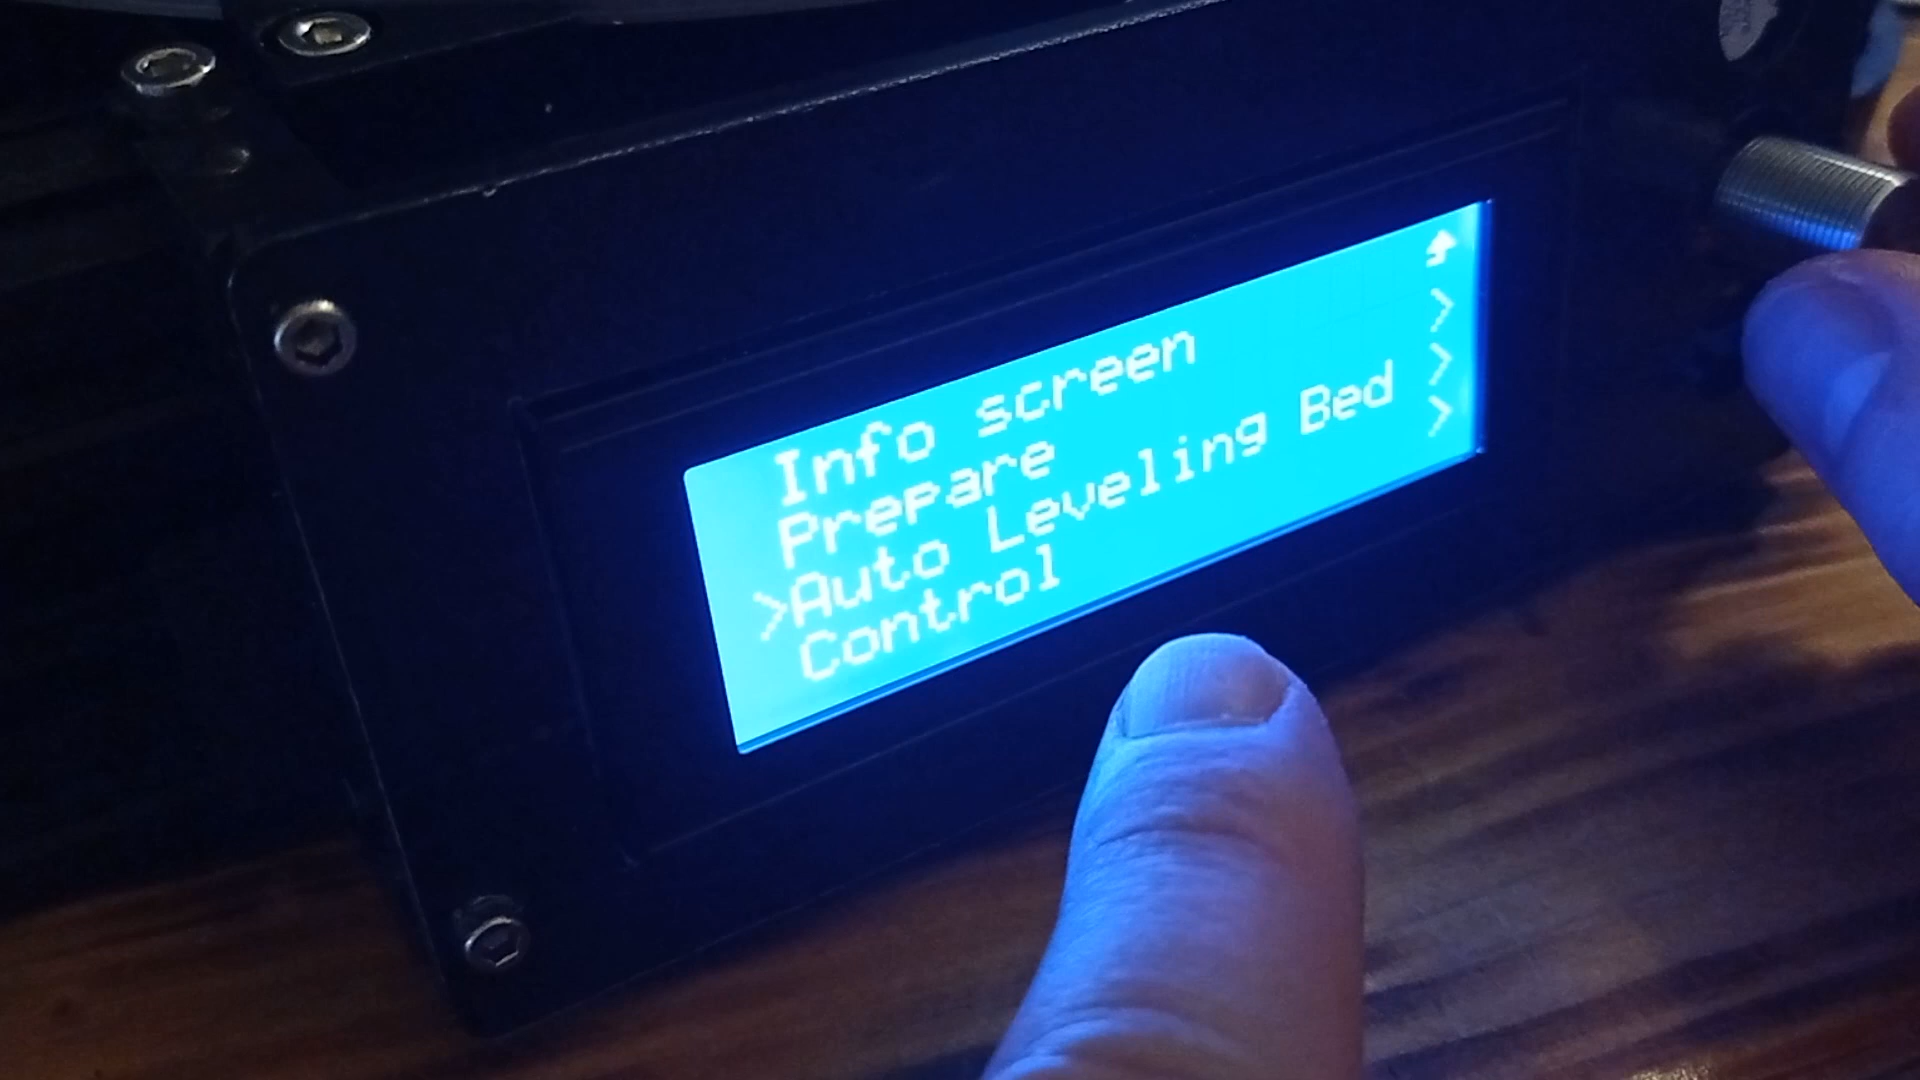 Info screen
Prepare >
>Auto Leveling Bed >
Control >